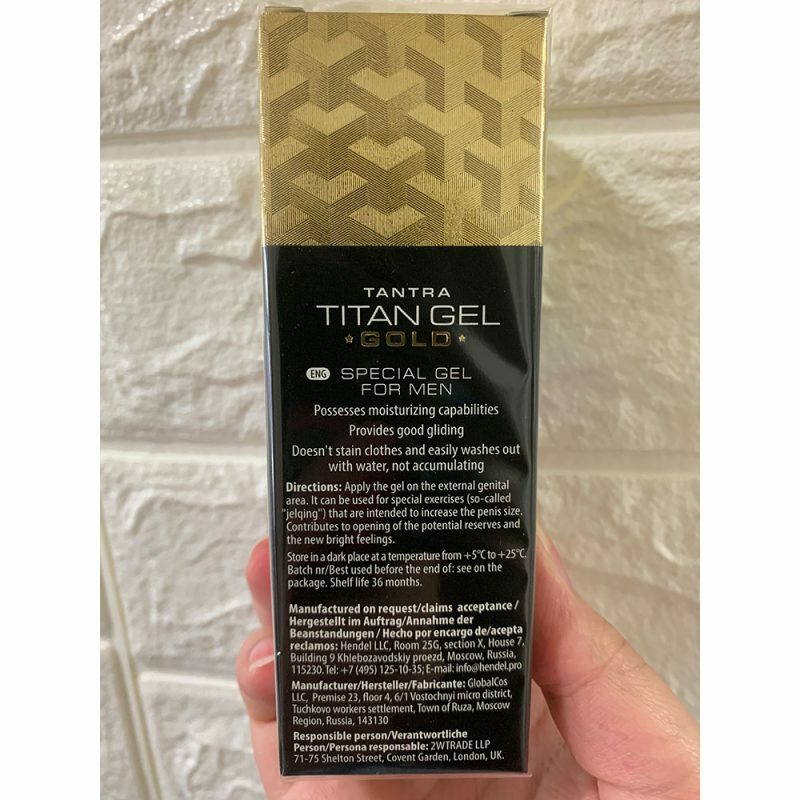 TANTRA
TITAN GEL
GOLD
ENG SPECIAL GEL
FOR MEN
Possesses moisturizing capabilities
Provides good gliding
Doesn't stain clothes and easily washes out
with water, not accumulating
Directions: Apply the gel on the external genital
area. It can be used for special exercises (so-called
"jelqing") that are intended to increase the penis size.
Contributes to opening of the potential reserves and
the new bright feelings.
Store in a dark place at a temperature from +5°C to +25°C.
Batch nr/Best used before the end of: see on the
package. Shelf life 36 months.
Manufactured on request/claims acceptance /
Hergestellt im Auftrag/Annahme der
Beanstandungen / Hecho por encargo de/acepta
reclamos: Hendel LLC, Room 25G, section X, House 7,
Building 9 Khlebozavodskiy proezd, Moscow, Russia,
115230. Tel: +7 (495) 125-10-35; E-mail: info@hendel.pro
Manufacturer/Hersteller/Fabricante: GlobalCos
LLC, Premise 23, floor 4, 6/1 Vostochnyi micro district,
Tuchkovo workers settlement, Town of Ruza, Moscow
Region, Russia, 143130
Responsible person/Verantwortliche
Person/Persona responsable: 2WTRADE LLP
71-75 Shelton Street, Covent Garden, London, UK.